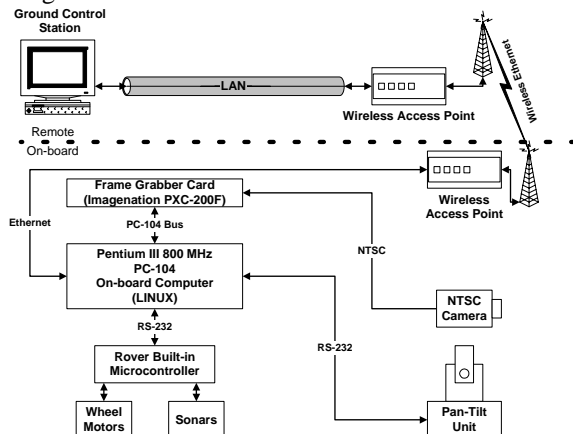 Ground Control
Station
LAN
Wireless Access Point
Wireless Ethernet
Remote
On-board
Wireless
Access Point
Frame Grabber Card
(Imagenation PXC-200F)
Ethernet
PC-104 Bus
NTSC
Pentium III 800 MHz
PC-104
On-board Computer
(LINUX)
NTSC
Camera
RS-232
RS-232
Rover Built-in
Microcontroller
Wheel
Motors
Sonars
Pan-Tilt
Unit